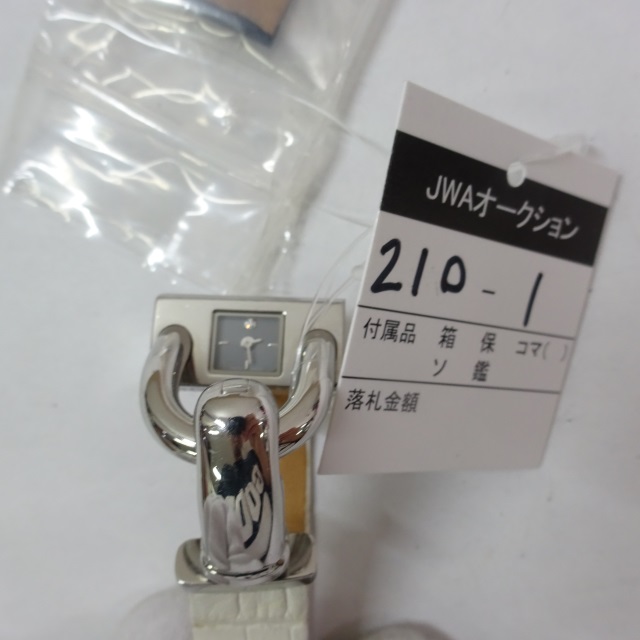 JWAオークション
210-1
付属品 箱 保 コマ( )
ソ 鑑
落札金額